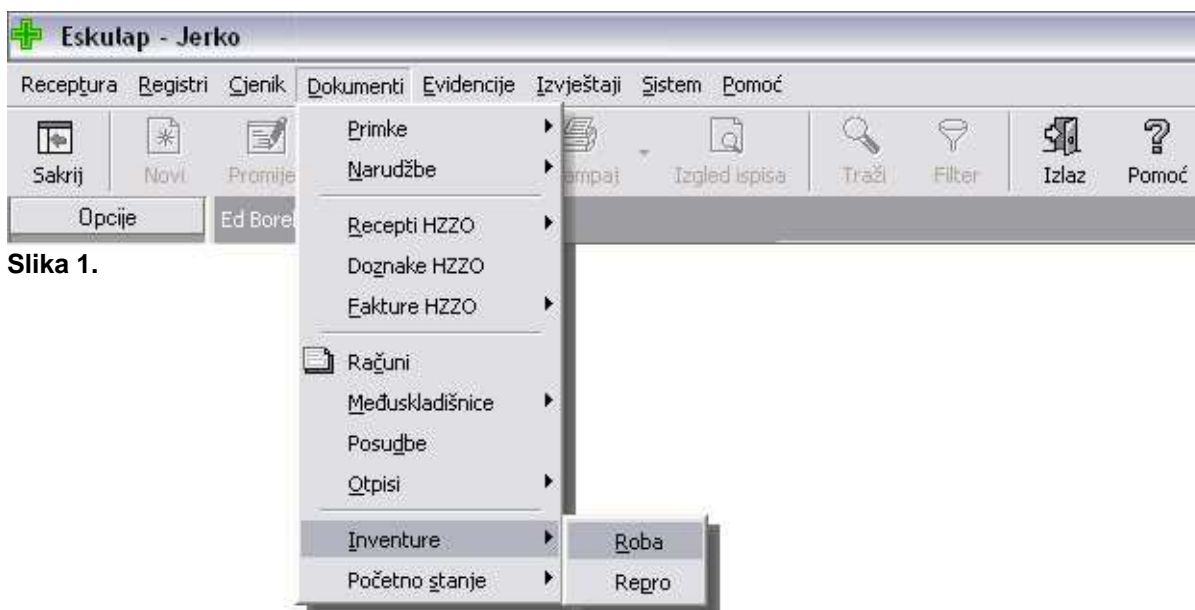 Eskulap - Jerko
Receptura Registri Cjenik Dokumenti Evidencije Izvještaji Sistem Pomoć
Sakrij Novi Izgled ispisa Traži Filter Izlaz Pomoć
Opcije Ed
Slika 1.
Primke
Narudžbe
Recepti HZZO
Doznake HZZO
Fakture HZZO
Računi
Međuskladišnice
Posudbe
Otpisi
Inventure
Roba
Početno stanje
Repro